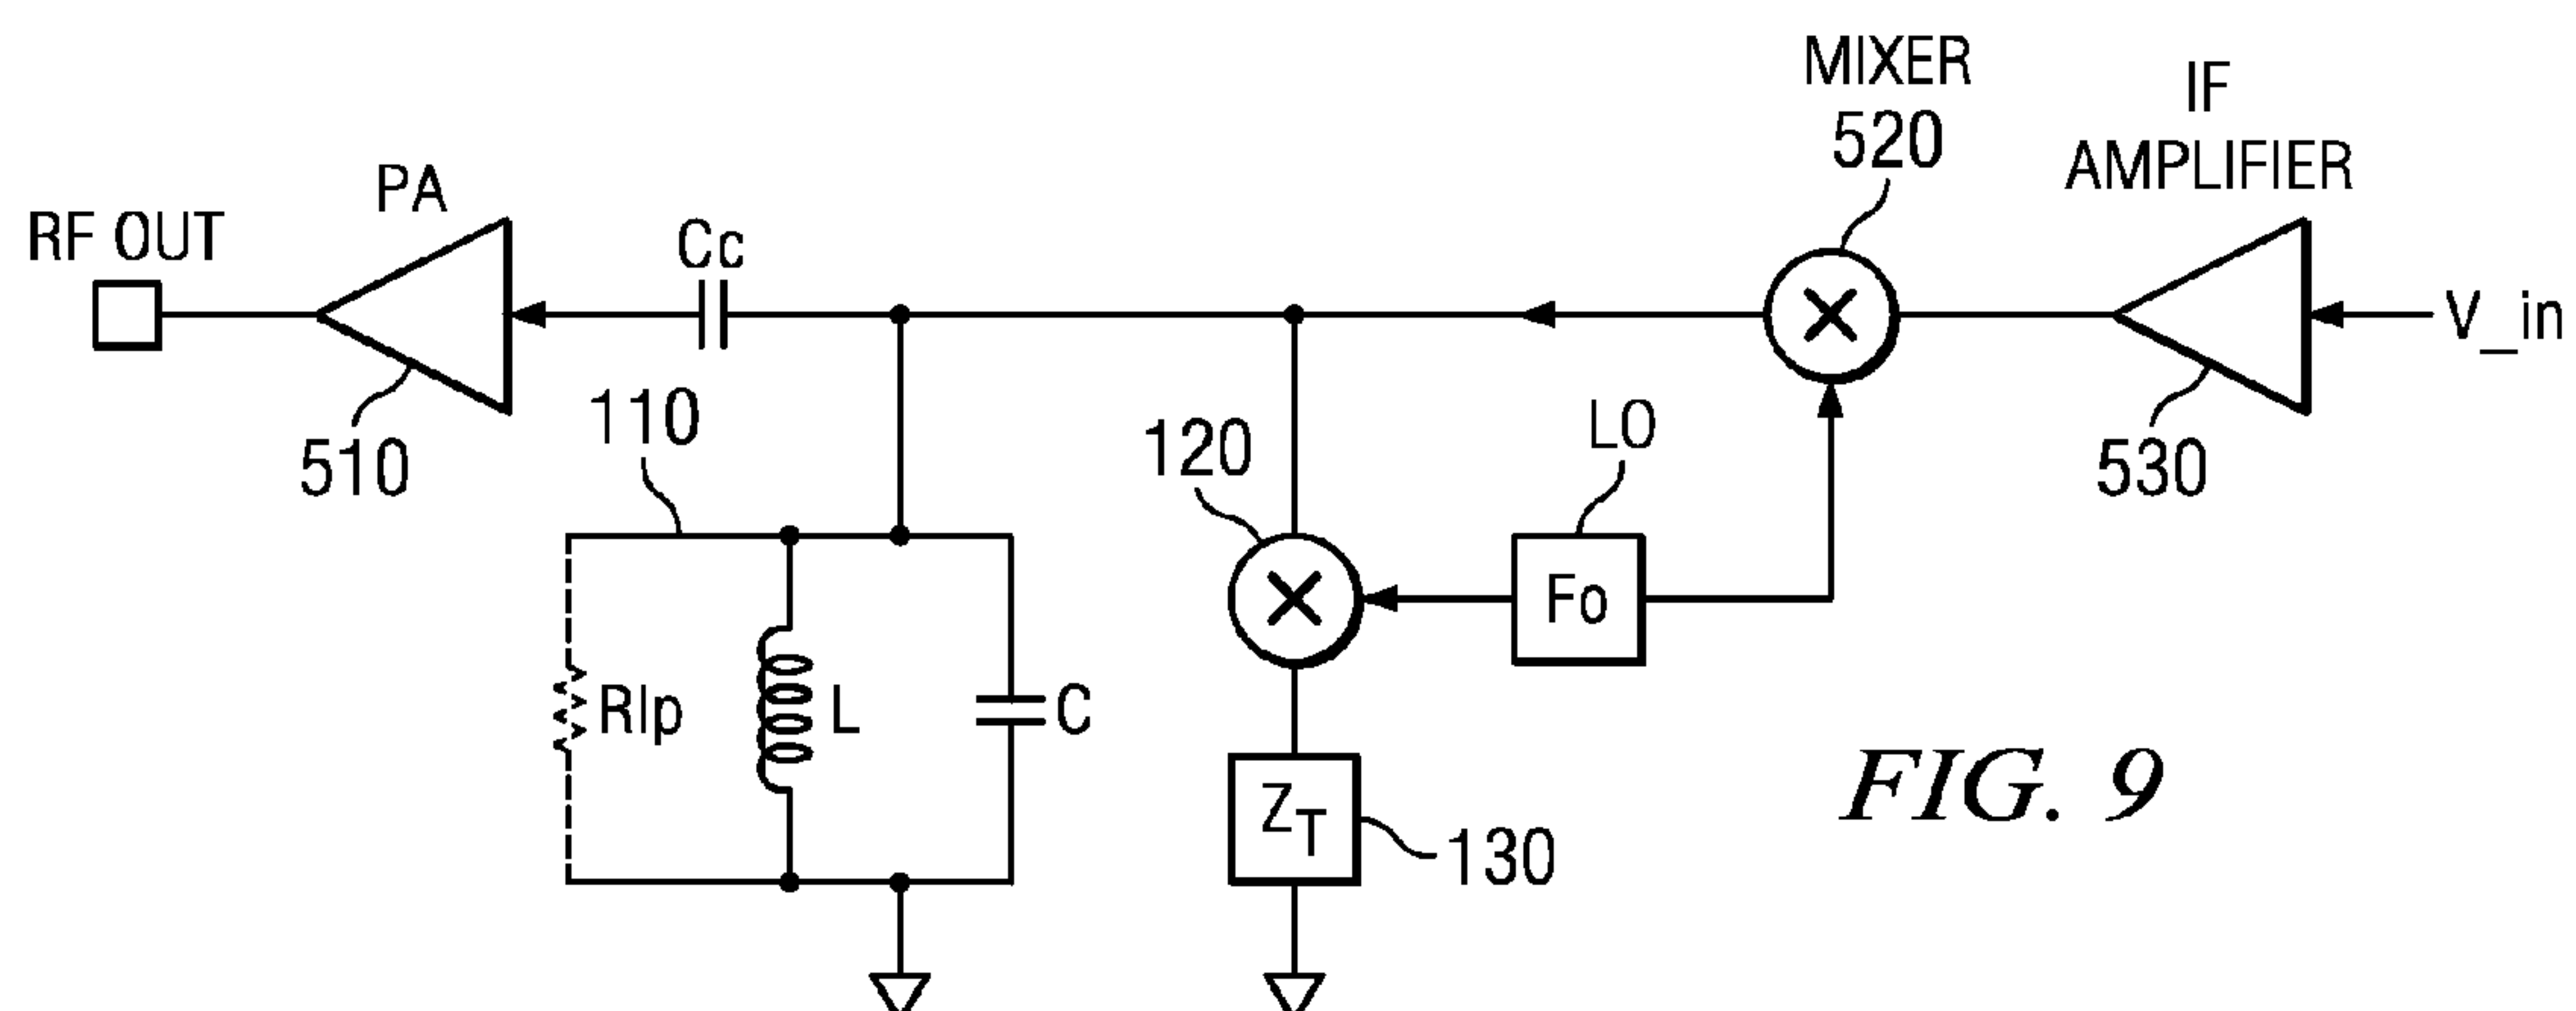 MIXER
520
IF
AMPLIFIER
PA
RF OUT
Cc
V_in
510
110
120
LO
530
Fo
Rlp
L
C
ZT
130
FIG. 9